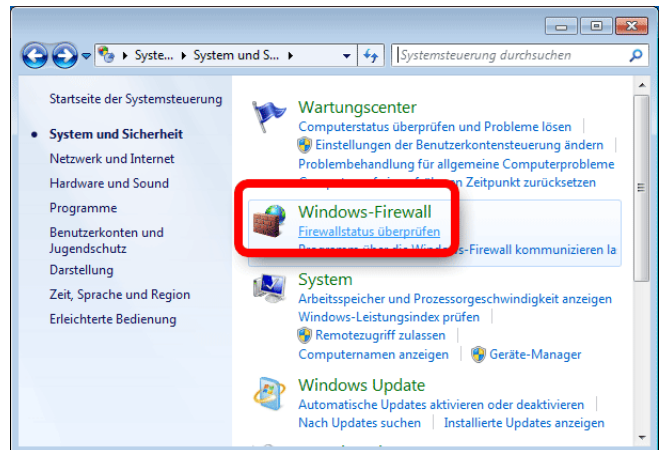 Syste... System und S...
Systemsteuerung durchsuchen
Startseite der Systemsteuerung
System und Sicherheit
Netzwerk und Internet
Hardware und Sound
Programme
Benutzerkonten und
Jugendschutz
Darstellung
Zeit, Sprache und Region
Erleichterte Bedienung
Wartungscenter
Computerstatus überprüfen und Probleme lösen
Einstellungen der Benutzerkontensteuerung ändern
Problembehandlung für allgemeine Computerprobleme
Zeitpunkt zurücksetzen
Windows-Firewall
Firewallstatus überprüfen
Programm über die Windows-Firewall kommunizieren la
System
Arbeitsspeicher und Prozessorgeschwindigkeit anzeigen
Windows-Leistungsindex prüfen
Remotezugriff zulassen
Computernamen anzeigen Geräte-Manager
Windows Update
Automatische Updates aktivieren oder deaktivieren
Nach Updates suchen Installierte Updates anzeigen